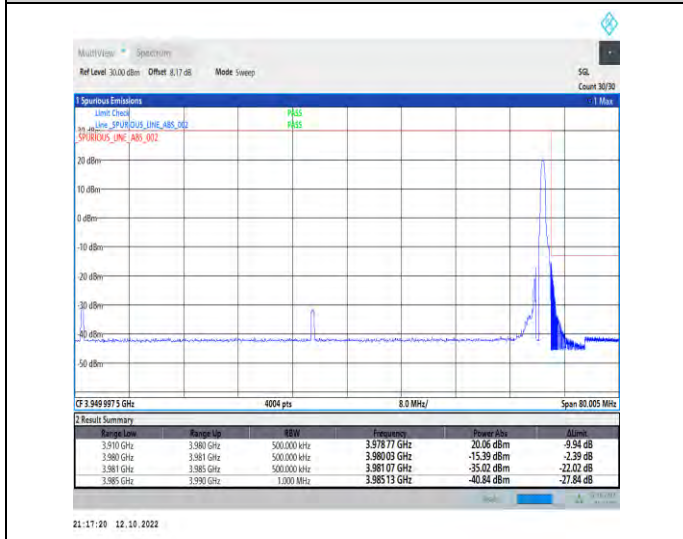 MultiView Spectrum
Ref Level 30.00 dBm Offset 8.17 dB Mode Sweep SGL
Count 30/30
1 Spurious Emissions 1 Max
Limit Check PASS
Line _SPURIOUS_LINE_ABS_002 PASS
_SPURIOUS_LINE_ABS_002
20 dBm
10 dBm
0 dBm
-10 dBm
-20 dBm
-30 dBm
-40 dBm
-50 dBm
CF 3.949 997 5 GHz 4004 pts 8.0 MHz/ Span 80.005 MHz
2 Result Summary
Range Low Range Up RBW Frequency Power Abs ΔLimit
3.910 GHz 3.980 GHz 500.000 kHz 3.978 77 GHz 20.06 dBm -9.94 dB
3.980 GHz 3.981 GHz 500.000 kHz 3.980 03 GHz -15.39 dBm -2.39 dB
3.981 GHz 3.985 GHz 500.000 kHz 3.981 07 GHz -35.02 dBm -22.02 dB
3.985 GHz 3.990 GHz 1.000 MHz 3.985 13 GHz -40.84 dBm -27.84 dB
21:17:20 12.10.2022